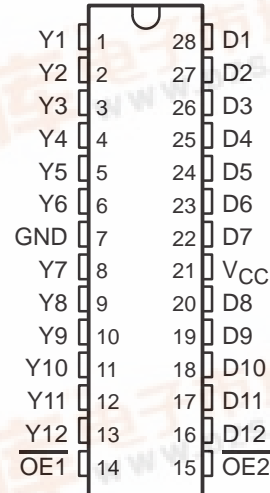 Y1 1 28 D1
Y2 2 27 D2
Y3 3 26 D3
Y4 4 25 D4
Y5 5 24 D5
Y6 6 23 D6
GND 7 22 D7
Y7 8 21 VCC
Y8 9 20 D8
Y9 10 19 D9
Y10 11 18 D10
Y11 12 17 D11
Y12 13 16 D12
OE1 14 15 OE2